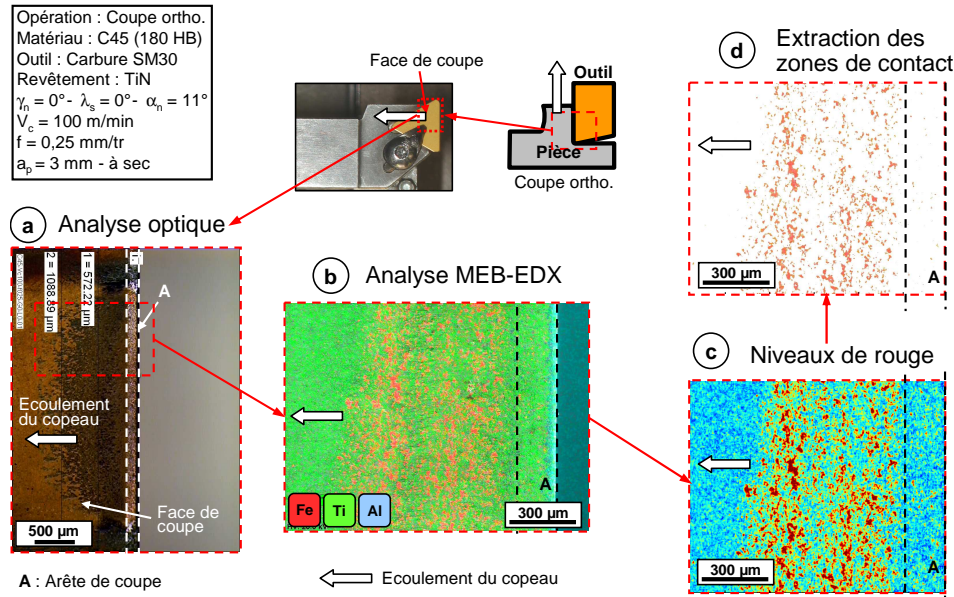 Opération : Coupe ortho.
Matériau : C45 (180 HB)
Outil : Carbure SM30
Revêtement : TiN
γn = 0°- λs = 0°- αn = 11°
Vc = 100 m/min
f = 0,25 mm/tr
ap = 3 mm - à sec
Face de coupe
Outil
Pièce
Coupe ortho.
a Analyse optique
2 = 1088.89 µm
1 = 572.22 µm
A
Ecoulement
du copeau
Face de
coupe
500 µm
b Analyse MEB-EDX
A
Fe Ti Al
300 µm
d Extraction des
zones de contact
300 µm
A
c Niveaux de rouge
300 µm
A
A : Arête de coupe
Ecoulement du copeau